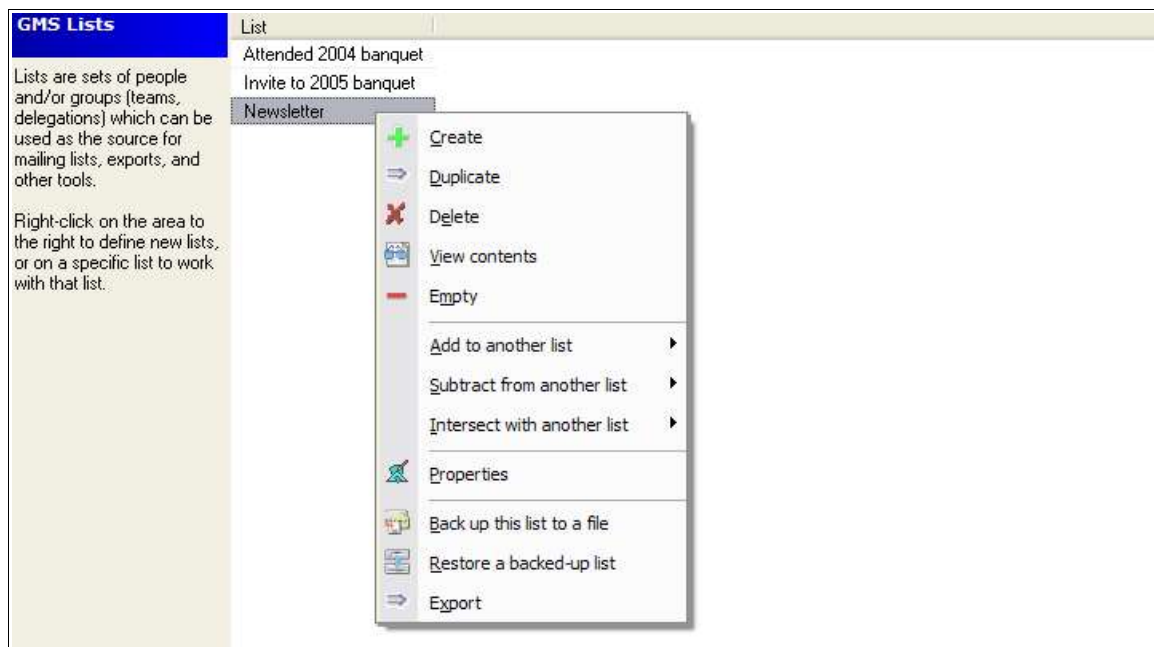 GMS Lists
Lists are sets of people
and/or groups (teams,
delegations) which can be
used as the source for
mailing lists, exports, and
other tools.
Right-click on the area to
the right to define new lists,
or on a specific list to work
with that list.
List
Attended 2004 banquet
Invite to 2005 banquet
Newsletter
Create
Duplicate
Delete
View contents
Empty
Add to another list
Subtract from another list
Intersect with another list
Properties
Back up this list to a file
Restore a backed-up list
Export